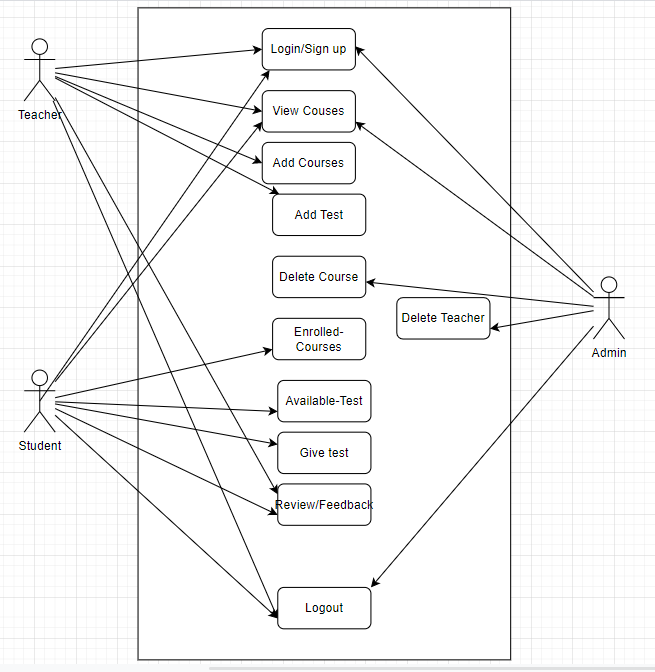 Login/Sign up
Teacher
View Couses
Add Courses
Add Test
Delete Course
Delete Teacher
Admin
Enrolled-
Courses
Available-Test
Student
Give test
Review/Feedback
Logout